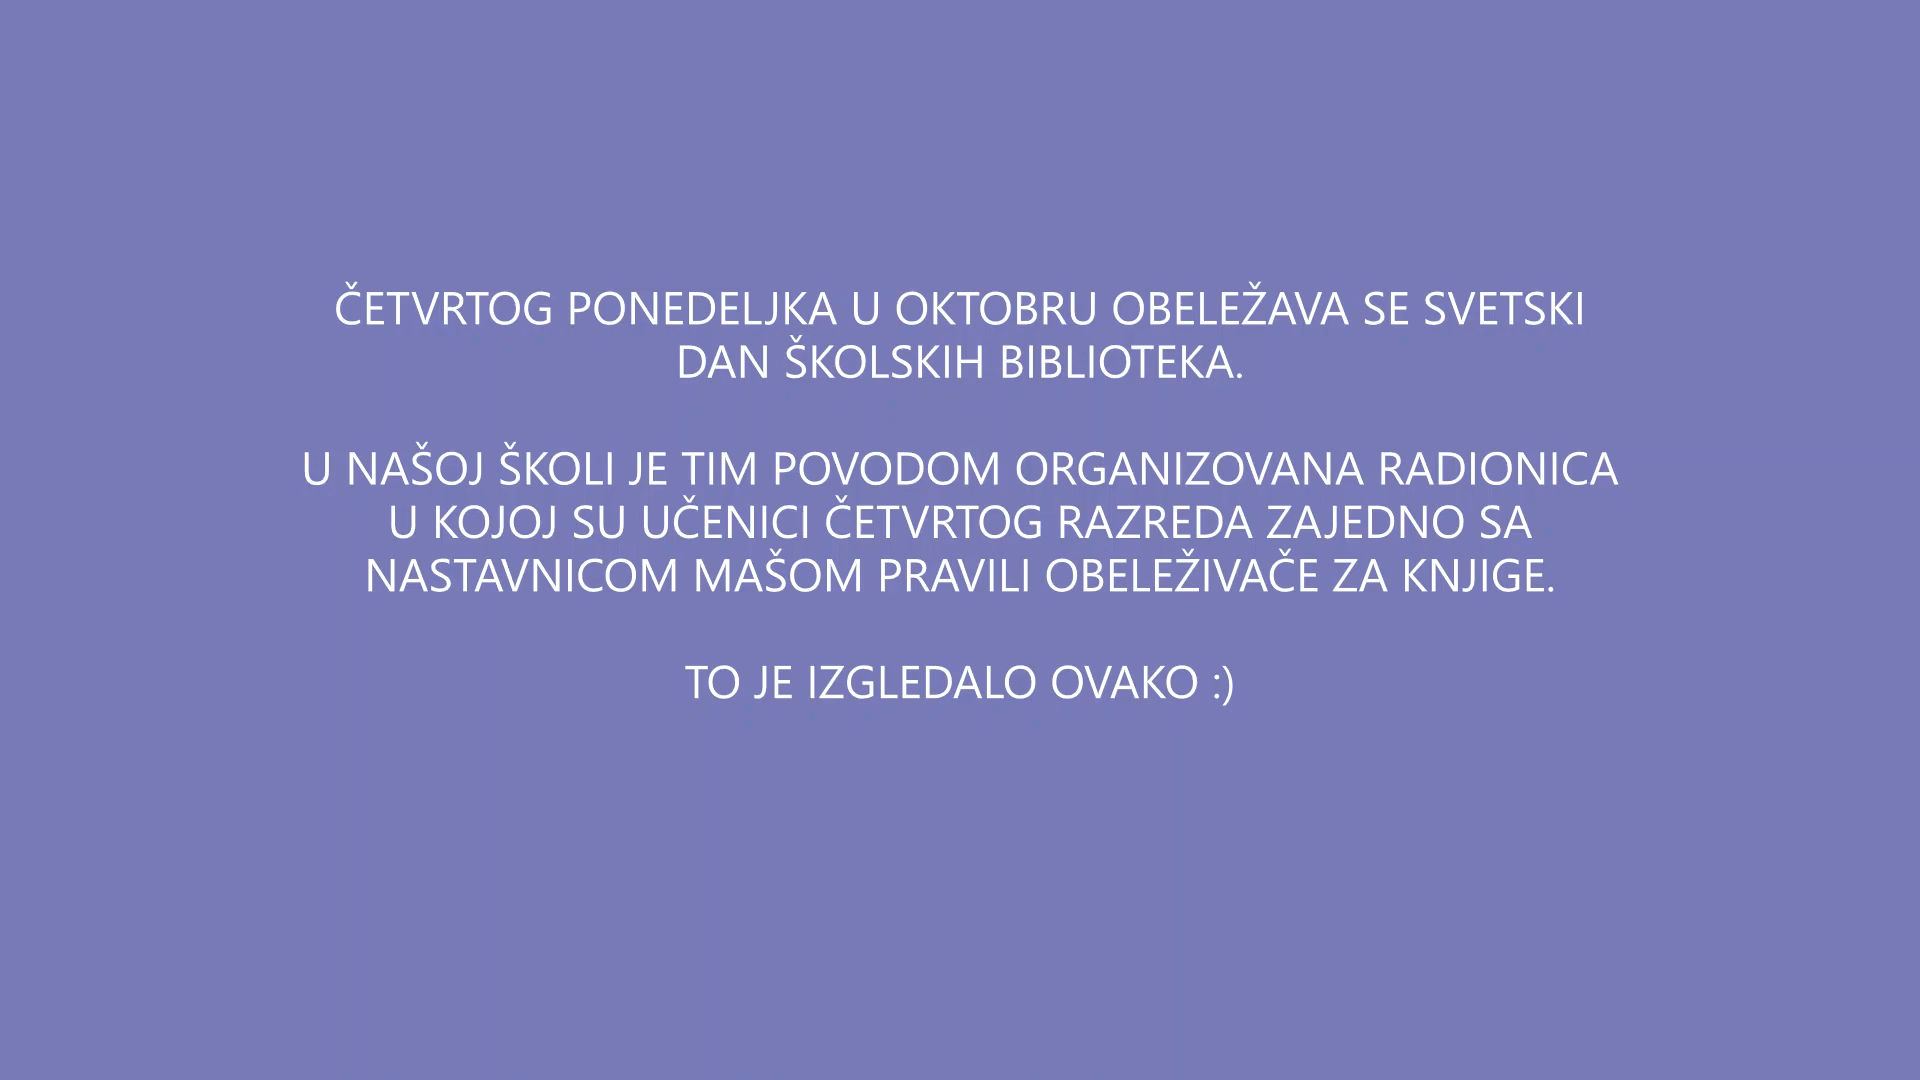 ČETVRTOG PONEDELJKA U OKTOBRU OBELEŽAVA SE SVETSKI
DAN ŠKOLSKIH BIBLIOTEKA.
U NAŠOJ ŠKOLI JE TIM POVODOM ORGANIZOVANA RADIONICA
U KOJOJ SU UČENICI ČETVRTOG RAZREDA ZAJEDNO SA
NASTAVNICOM MAŠOM PRAVILI OBELEŽIVAČE ZA KNJIGE.
TO JE IZGLEDALO OVAKO :)